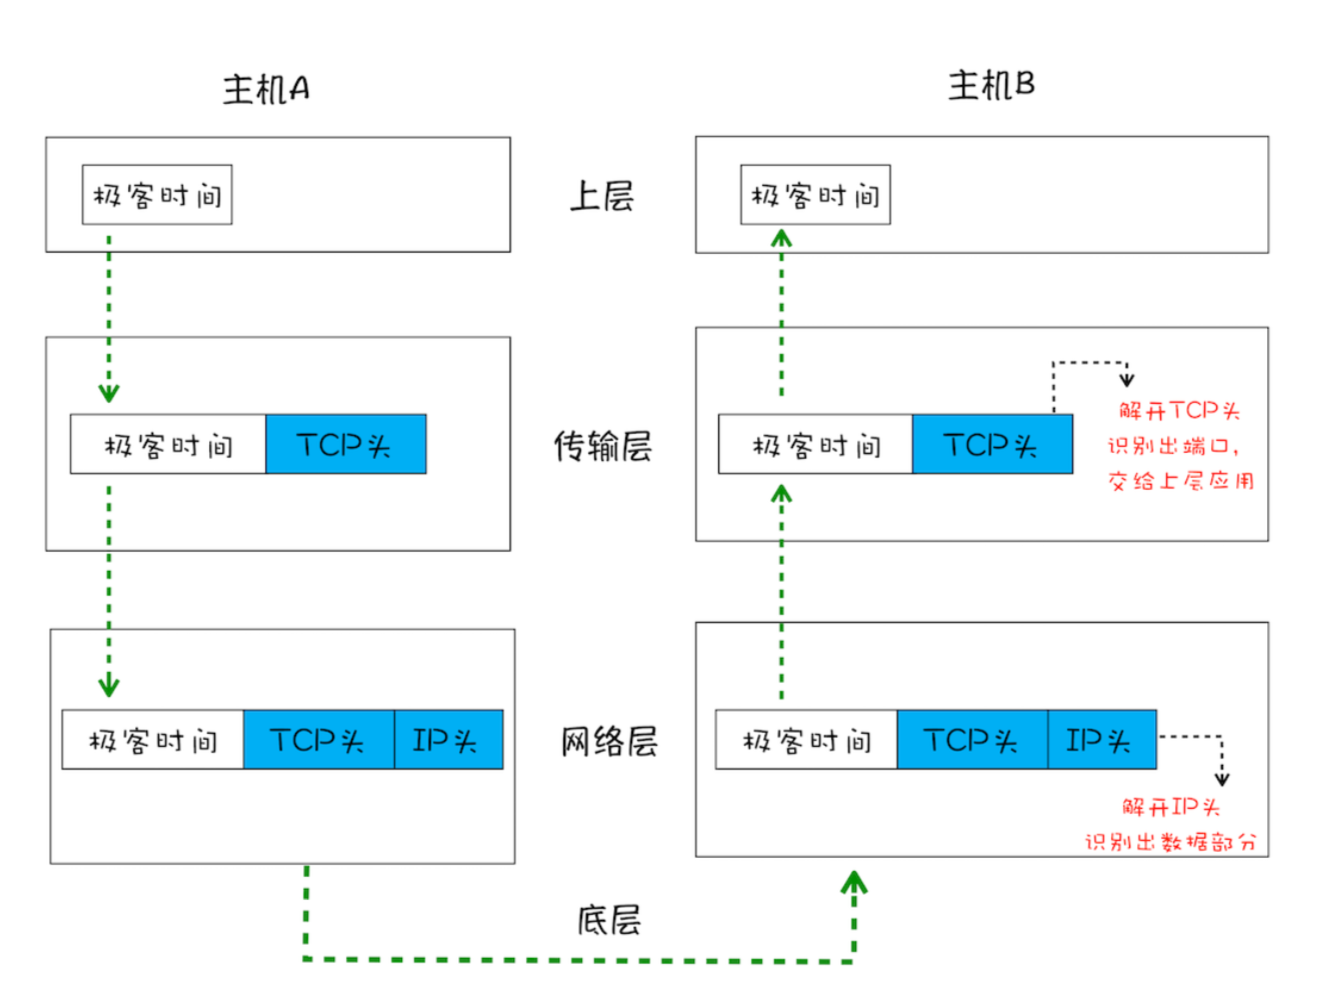 主机A
主机B
极客时间
上层
极客时间
极客时间
TCP头
传输层
极客时间
TCP头
解开TCP头
识别出端口，
交给上层应用
极客时间
TCP头
IP头
网络层
极客时间
TCP头
IP头
解开IP头
识别出数据部分
底层